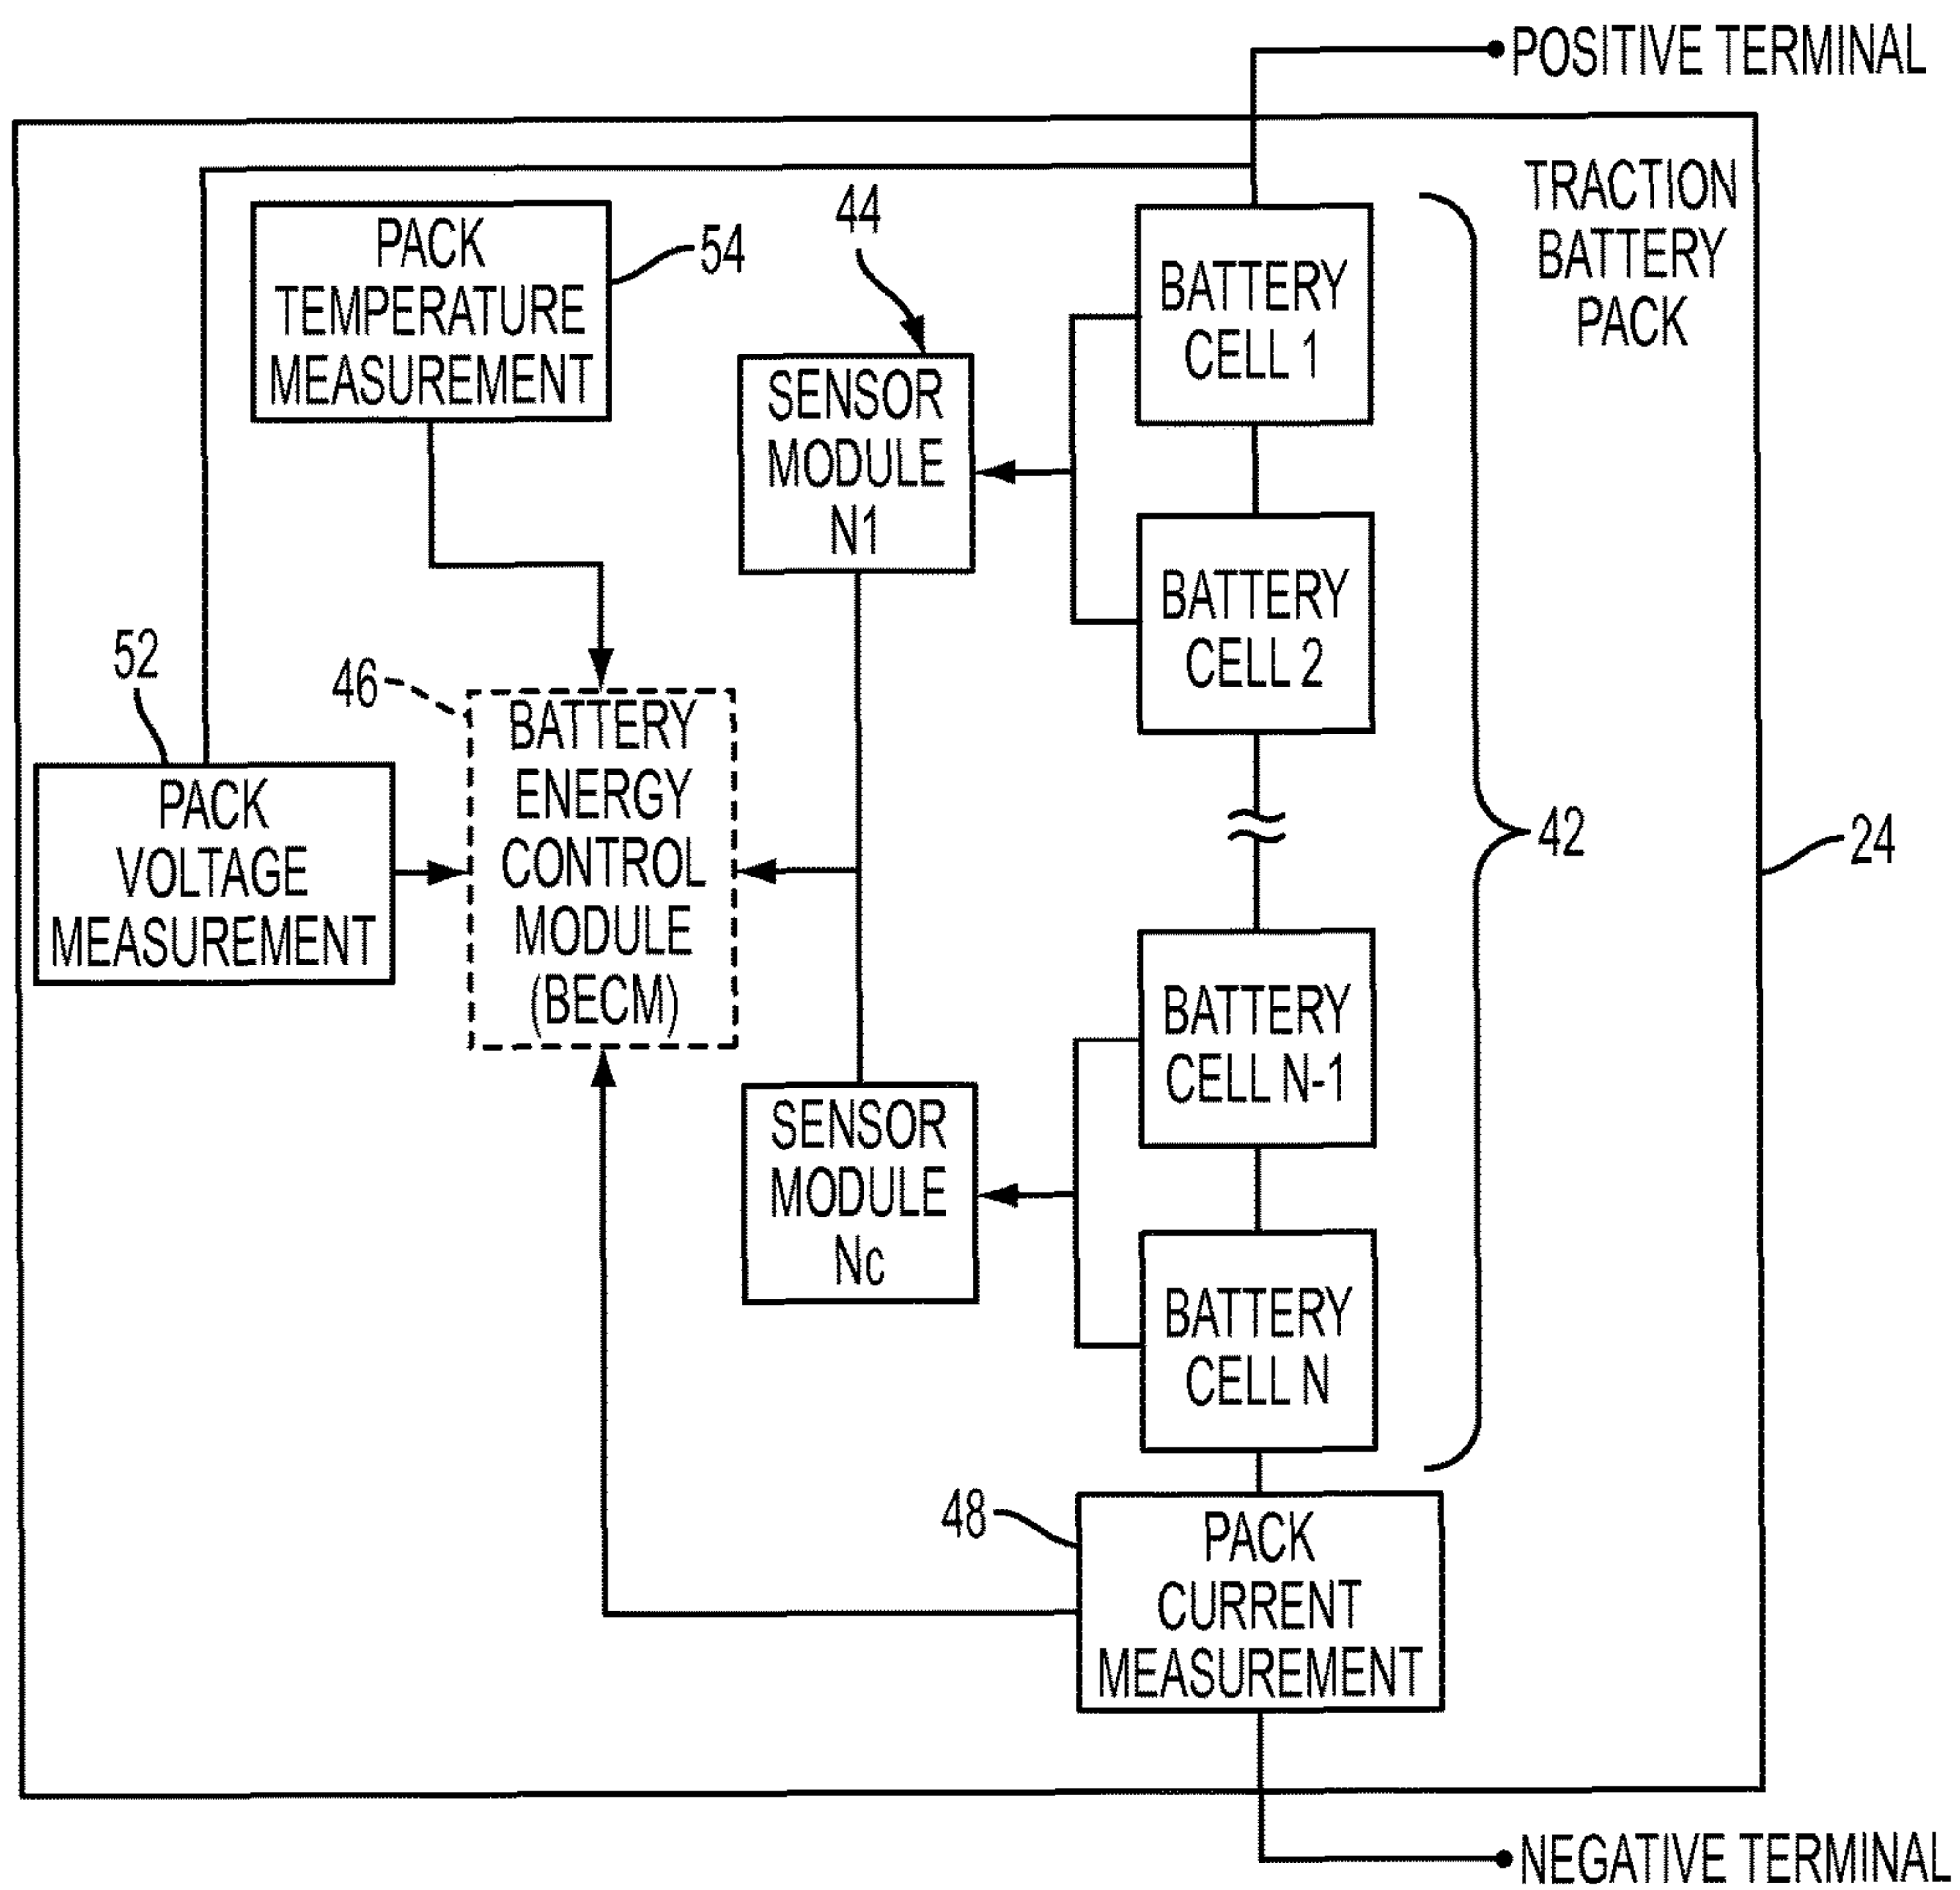 POSITIVE TERMINAL
TRACTION
BATTERY
PACK
PACK
TEMPERATURE
MEASUREMENT
54
44
BATTERY
CELL 1
SENSOR
MODULE
N1
BATTERY
CELL 2
52
46
BATTERY
ENERGY
CONTROL
MODULE
(BECM)
PACK
VOLTAGE
MEASUREMENT
42
24
BATTERY
CELL N-1
SENSOR
MODULE
Nc
BATTERY
CELL N
48
PACK
CURRENT
MEASUREMENT
NEGATIVE TERMINAL